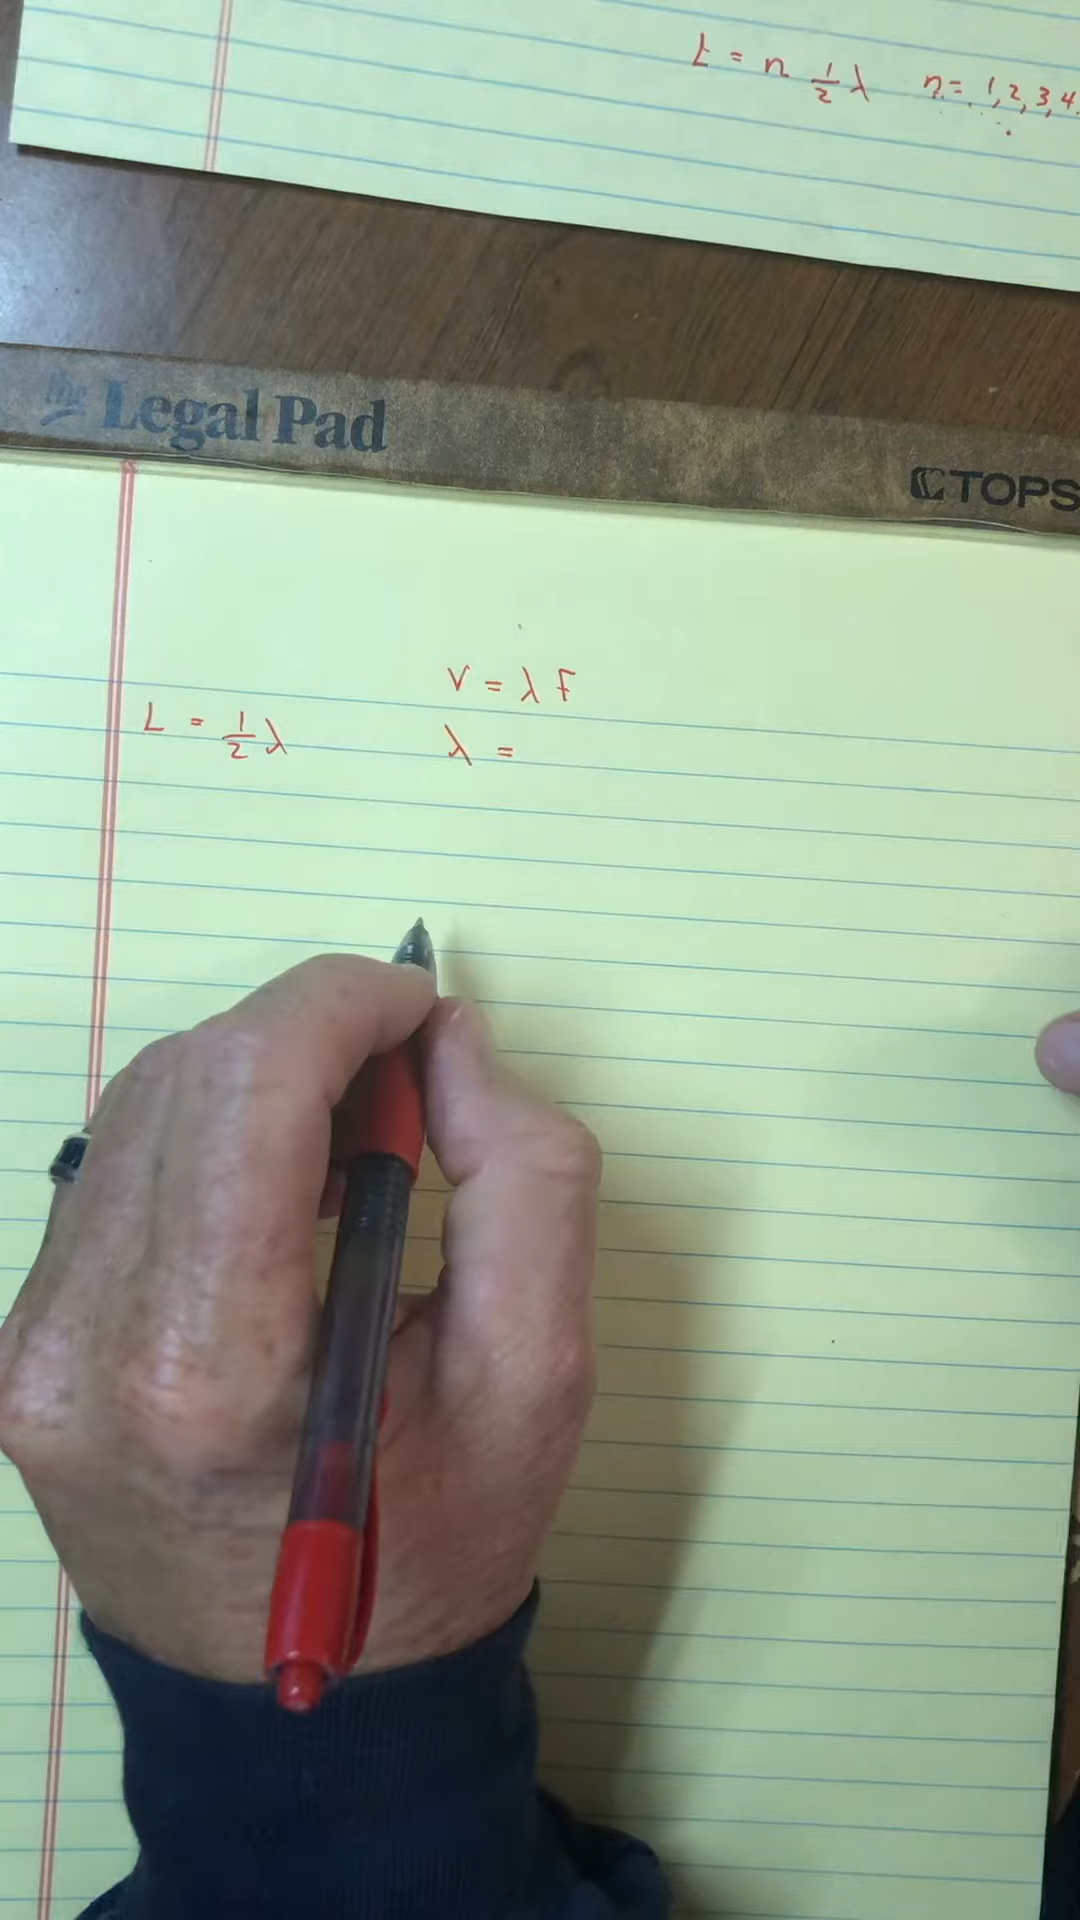 L = n 1/2 λ n= 1,2,3,4
the Legal Pad
TOPS
V = λ F
L = 1/2 λ
λ =